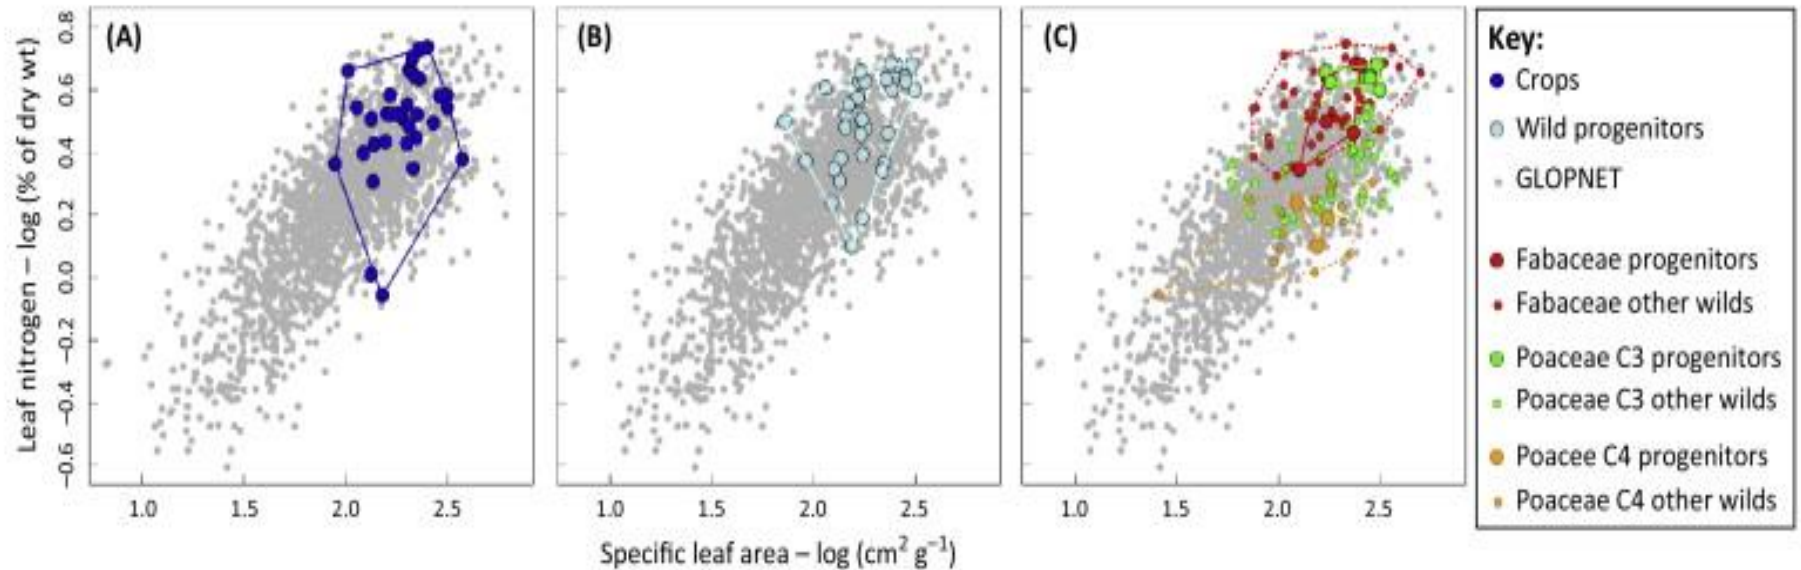 (A)
(B)
(C)
Leaf nitrogen – log (% of dry wt)
0.8
0.6
0.4
0.2
0.0
–0.2
–0.4
–0.6
1.0 1.5 2.0 2.5
1.0 1.5 2.0 2.5
1.0 1.5 2.0 2.5
Specific leaf area – log (cm² g⁻¹)
Key:
Crops
Wild progenitors
GLOPNET
Fabaceae progenitors
Fabaceae other wilds
Poaceae C3 progenitors
Poaceae C3 other wilds
Poacee C4 progenitors
Poaceae C4 other wilds